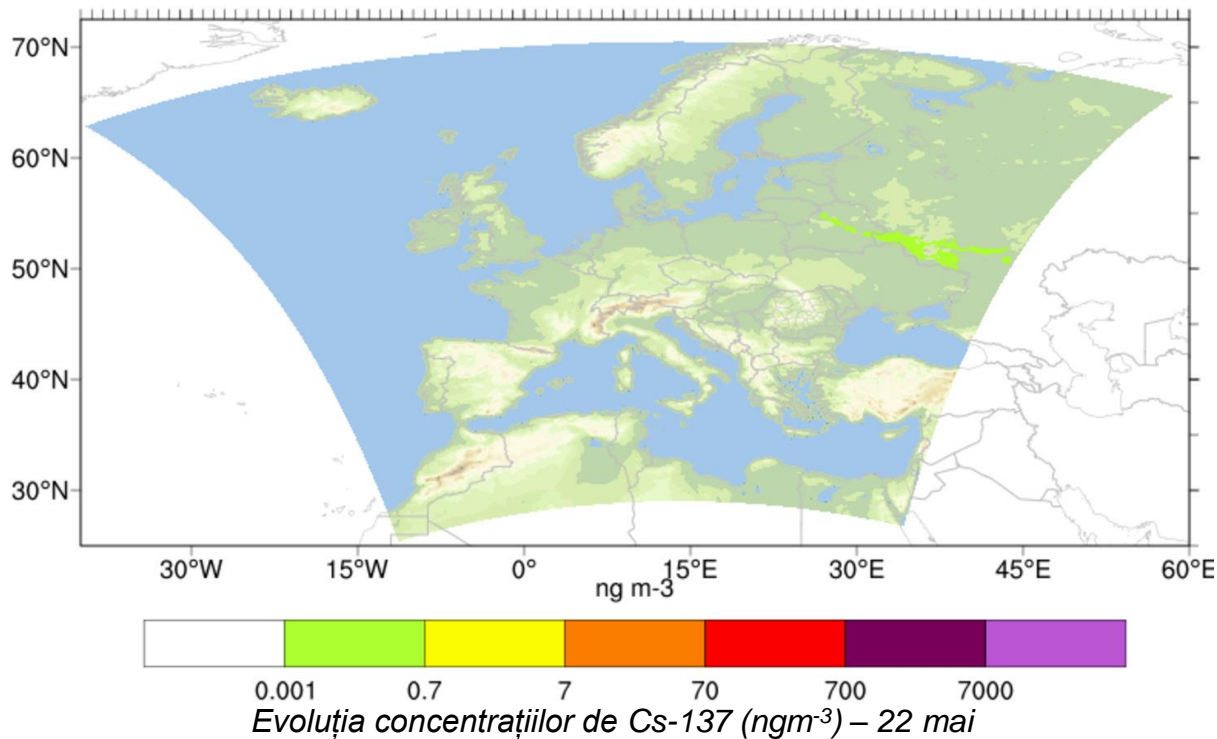 70°N
60°N
50°N
40°N
30°N
30°W 15°W 0° 15°E 30°E 45°E 60°E
ng m-3
0.001 0.7 7 70 700 7000
Evoluția concentrațiilor de Cs-137 (ngm-3) – 22 mai